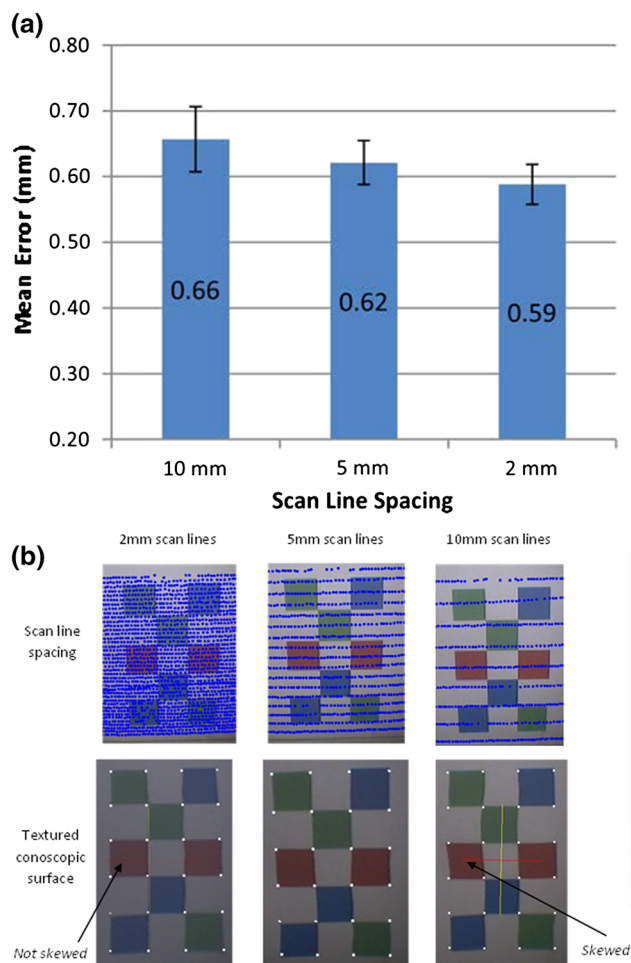 (a)
0.80
0.70
0.60
0.50
0.40
0.30
0.20
Mean Error (mm)
0.66
0.62
0.59
10 mm
5 mm
2 mm
Scan Line Spacing
(b)
2mm scan lines
5mm scan lines
10mm scan lines
Scan line
spacing
Textured
conoscopic
surface
Not skewed
Skewed